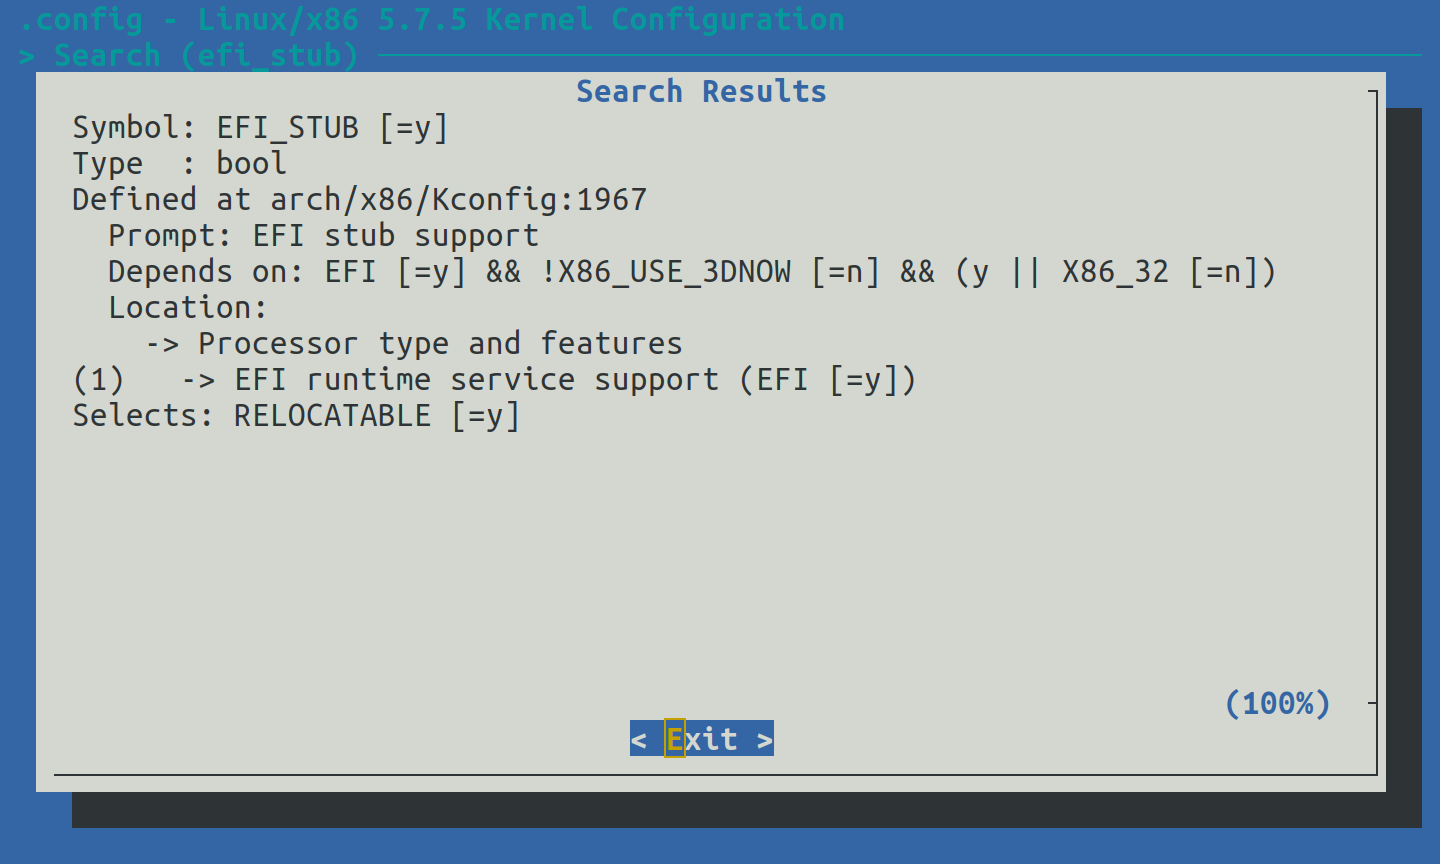 .config - Linux/x86 5.7.5 Kernel Configuration
> Search (efi_stub)
Search Results
Symbol: EFI_STUB [=y]
Type  : bool
Defined at arch/x86/Kconfig:1967
  Prompt: EFI stub support
  Depends on: EFI [=y] && !X86_USE_3DNOW [=n] && (y || X86_32 [=n])
  Location:
    -> Processor type and features
(1)   -> EFI runtime service support (EFI [=y])
Selects: RELOCATABLE [=y]
(100%)
< Exit >